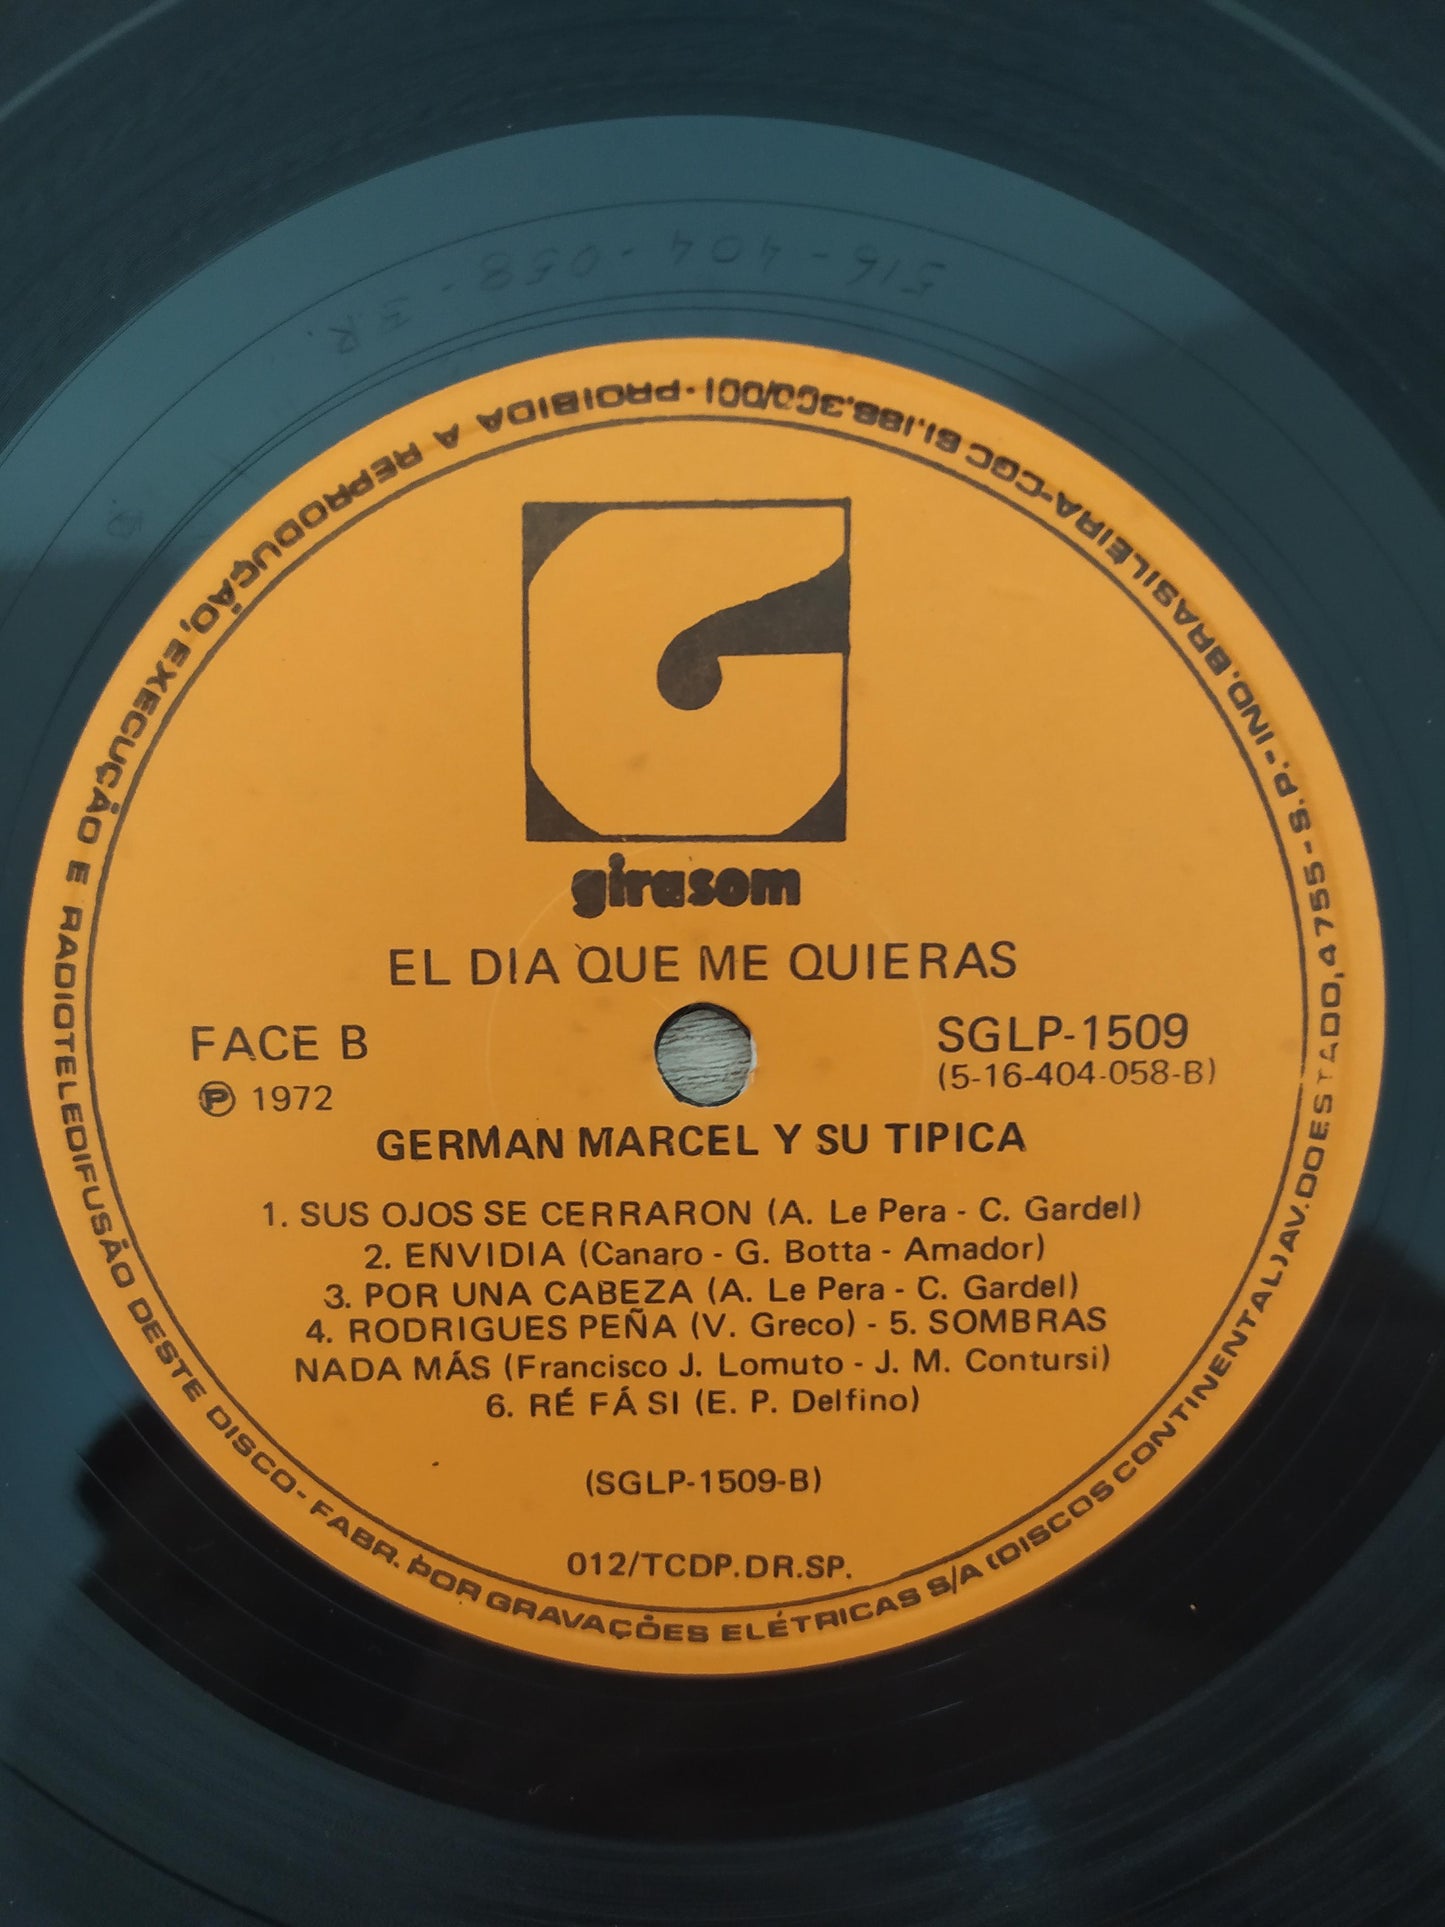 girasom
EL DIA QUE ME QUIERAS
FACE B
SGLP-1509
Ⓟ 1972
(5-16-404-058-B)
GERMAN MARCEL Y SU TIPICA
1. SUS OJOS SE CERRARON (A. Le Pera - C. Gardel)
2. ENVIDIA (Canaro - G. Botta - Amador)
3. POR UNA CABEZA (A. Le Pera - C. Gardel)
4. RODRIGUES PEÑA (V. Greco) - 5. SOMBRAS
NADA MÁS (Francisco J. Lomuto - J. M. Contursi)
6. RÉ FÁ SI (E. P. Delfino)
(SGLP-1509-B)
012/TCDP.DR.SP.
PROIBIDA A REPRODUÇÃO, EXECUÇÃO E RADIOTELEDIFUSÃO DESTE DISCO - FABR. POR GRAVAÇÕES ELÉTRICAS S/A (DISCOS CONTINENTAL) AV. DO ESTADO, 4755 - S.P. - IND. BRASILEIRA - CGC 61.188.300/001 -
516-404-058-